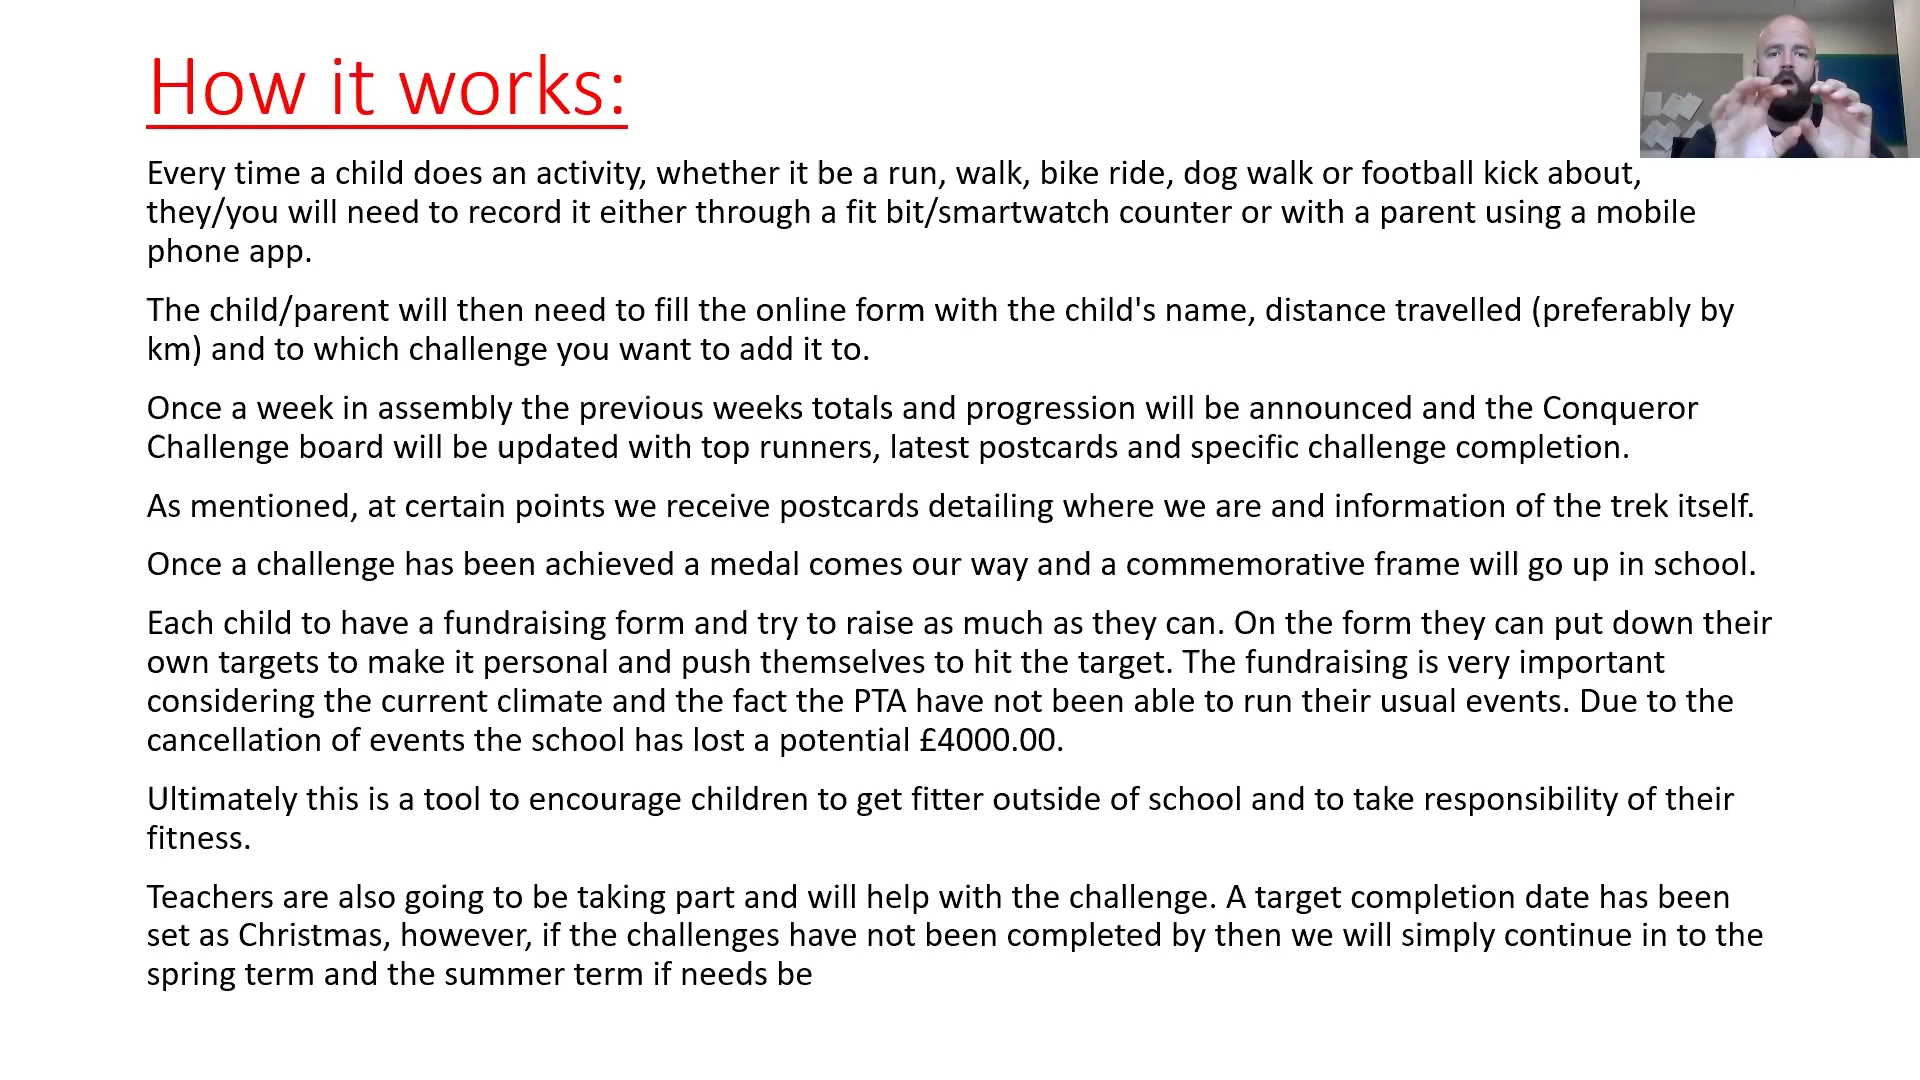 How it works:
Every time a child does an activity, whether it be a run, walk, bike ride, dog walk or football kick about,
they/you will need to record it either through a fit bit/smartwatch counter or with a parent using a mobile
phone app.
The child/parent will then need to fill the online form with the child's name, distance travelled (preferably by
km) and to which challenge you want to add it to.
Once a week in assembly the previous weeks totals and progression will be announced and the Conqueror
Challenge board will be updated with top runners, latest postcards and specific challenge completion.
As mentioned, at certain points we receive postcards detailing where we are and information of the trek itself.
Once a challenge has been achieved a medal comes our way and a commemorative frame will go up in school.
Each child to have a fundraising form and try to raise as much as they can. On the form they can put down their
own targets to make it personal and push themselves to hit the target. The fundraising is very important
considering the current climate and the fact the PTA have not been able to run their usual events. Due to the
cancellation of events the school has lost a potential £4000.00.
Ultimately this is a tool to encourage children to get fitter outside of school and to take responsibility of their
fitness.
Teachers are also going to be taking part and will help with the challenge. A target completion date has been
set as Christmas, however, if the challenges have not been completed by then we will simply continue in to the
spring term and the summer term if needs be